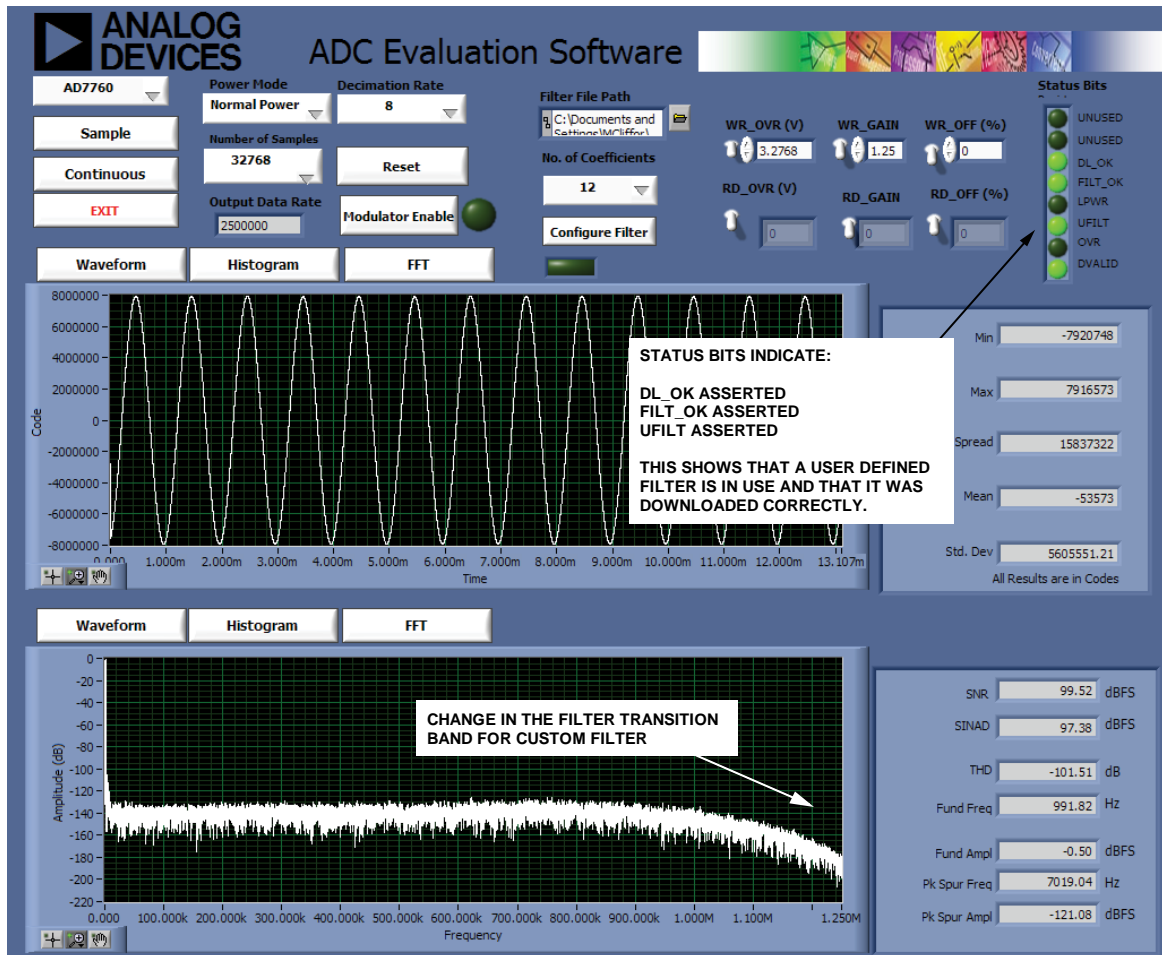 ANALOG
DEVICES
ADC Evaluation Software
AD7760
Power Mode
Normal Power
Decimation Rate
8
Sample
Number of Samples
32768
Continuous
Reset
EXIT
Output Data Rate
2500000
Modulator Enable
Filter File Path
C:\Documents and
Settings\MCliffor\
No. of Coefficients
12
Configure Filter
WR_OVR (V)
3.2768
WR_GAIN
1.25
WR_OFF (%)
0
RD_OVR (V)
0
RD_GAIN
0
RD_OFF (%)
0
Status Bits
UNUSED
UNUSED
DL_OK
FILT_OK
LPWR
UFILT
OVR
DVALID
Waveform
Histogram
FFT
8000000
6000000
4000000
2000000
0
-2000000
-4000000
-6000000
-8000000
Code
0.000 1.000m 2.000m 3.000m 4.000m 5.000m 6.000m 7.000m 8.000m 9.000m 10.000m 11.000m 12.000m 13.107m
Time
STATUS BITS INDICATE:
DL_OK ASSERTED
FILT_OK ASSERTED
UFILT ASSERTED
THIS SHOWS THAT A USER DEFINED
FILTER IS IN USE AND THAT IT WAS
DOWNLOADED CORRECTLY.
Min -7920748
Max 7916573
Spread 15837322
Mean -53573
Std. Dev 5605551.21
All Results are in Codes
Waveform
Histogram
FFT
0
-20
-40
-60
-80
-100
-120
-140
-160
-180
-200
-220
Amplitude (dB)
0.000 100.000k 200.000k 300.000k 400.000k 500.000k 600.000k 700.000k 800.000k 900.000k 1.000M 1.100M 1.250M
Frequency
CHANGE IN THE FILTER TRANSITION
BAND FOR CUSTOM FILTER
SNR 99.52 dBFS
SINAD 97.38 dBFS
THD -101.51 dB
Fund Freq 991.82 Hz
Fund Ampl -0.50 dBFS
Pk Spur Freq 7019.04 Hz
Pk Spur Ampl -121.08 dBFS